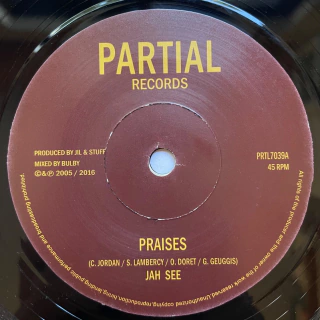 PARTIAL
RECORDS
PRODUCED BY JIL & STUFF
MIXED BY BULBY
©&℗ 2005 / 2016
PRTL7039A
45 RPM
PRAISES
(C. JORDAN / S. LAMBERCY / O. DORET / G. GEUGGIS)
JAH SEE
All rights of the producer and the owner of the work reserved. Unauthorized copying, reproduction, hiring, lending, public performance and broadcasting prohibited